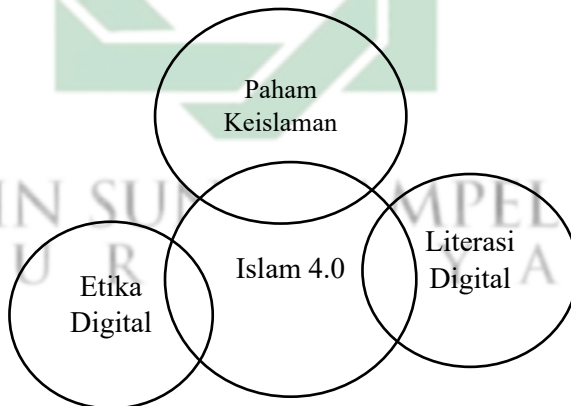 Paham
Keislaman
Islam 4.0
Literasi
Digital
Etika
Digital